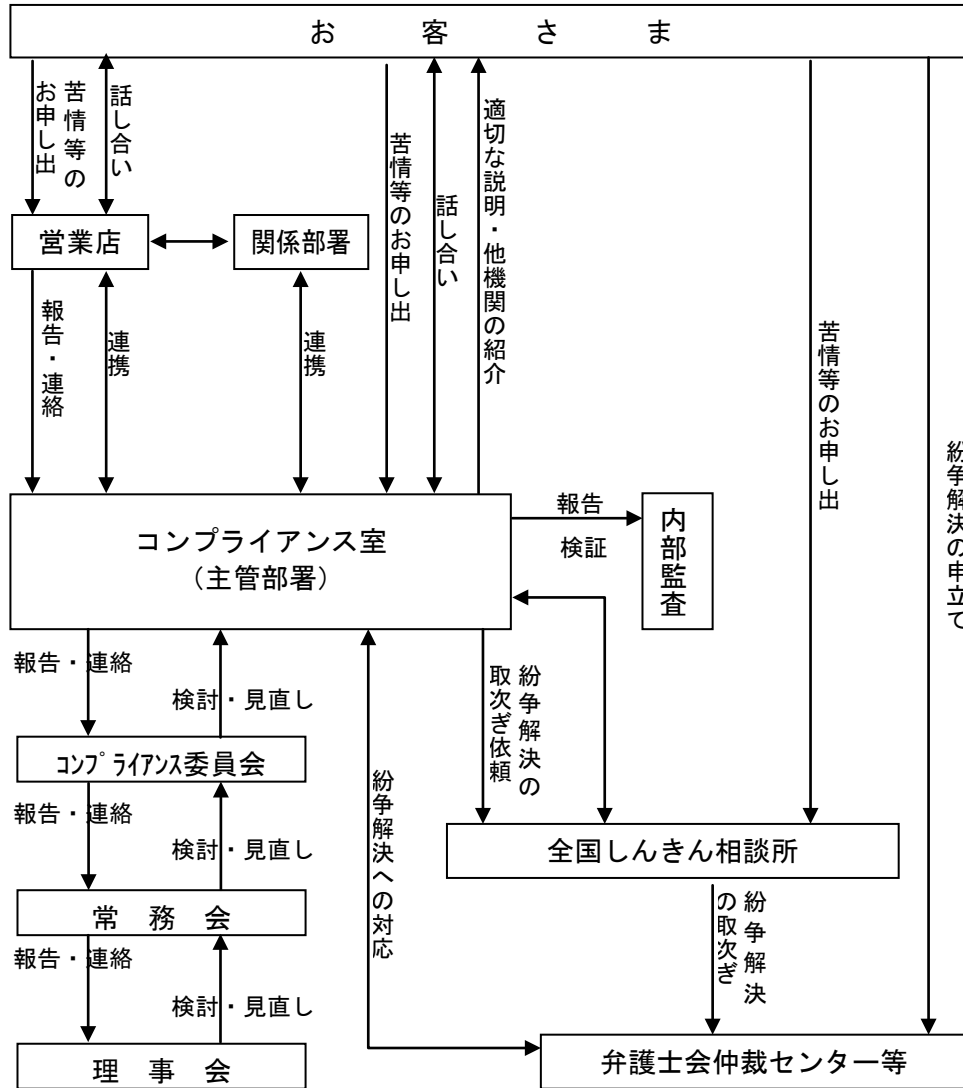 お客さま
苦情等の
お申し出
話し合い
苦情等のお申し出
話し合い
適切な説明・他機関の紹介
営業店
関係部署
報告・連絡
連携
連携
苦情等のお申し出
紛争解決の申立て
コンプライアンス室
(主管部署)
報告
検証
内部監査
報告・連絡
検討・見直し
紛争解決の
取次ぎ依頼
コンプライアンス委員会
紛争解決への対応
報告・連絡
検討・見直し
全国しんきん相談所
常務会
紛争解決
の取次ぎ
報告・連絡
検討・見直し
理事会
弁護士会仲裁センター等